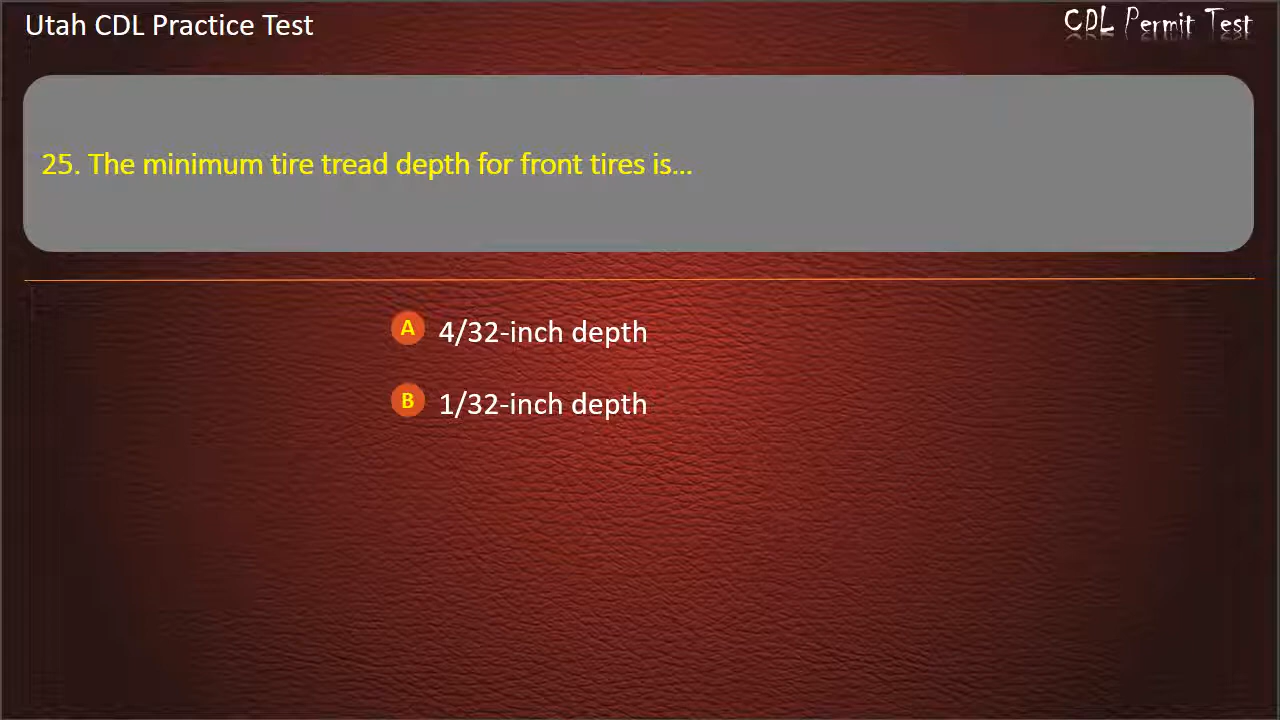 Utah CDL Practice Test
CDL Permit Test
25. The minimum tire tread depth for front tires is...
A 4/32-inch depth
B 1/32-inch depth